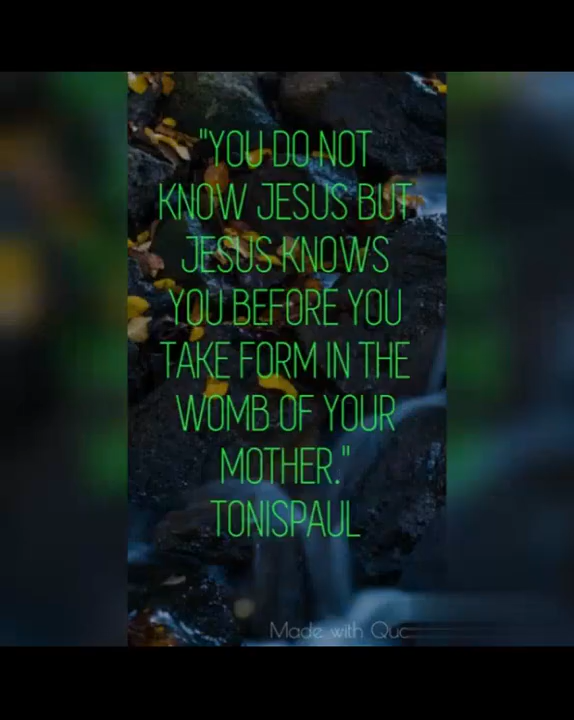 "YOU DO NOT
KNOW JESUS BUT
JESUS KNOWS
YOU BEFORE YOU
TAKE FORM IN THE
WOMB OF YOUR
MOTHER."
TONISPAUL
Made with Quc